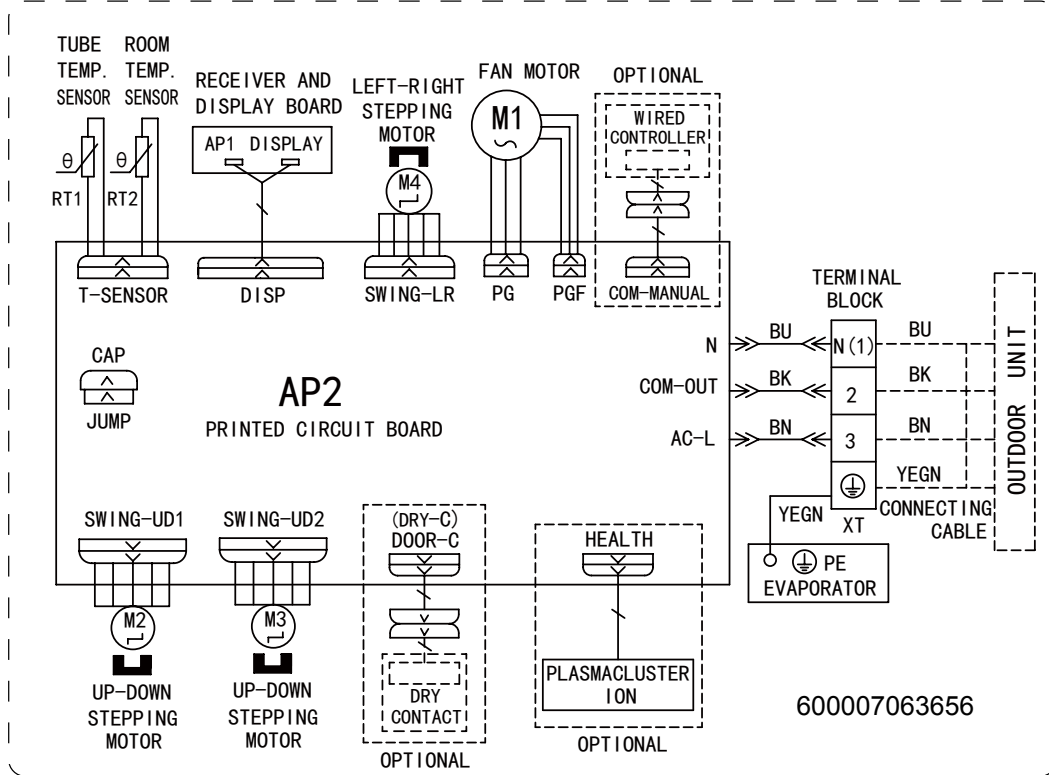 TUBE
TEMP.
SENSOR
ROOM
TEMP.
SENSOR
RECEIVER AND
DISPLAY BOARD
AP1 DISPLAY
LEFT-RIGHT
STEPPING
MOTOR
FAN MOTOR
OPTIONAL
WIRED
CONTROLLER
M1
M4
θ
θ
RT1
RT2
T-SENSOR
DISP
SWING-LR
PG
PGF
COM-MANUAL
TERMINAL
BLOCK
CAP
JUMP
AP2
PRINTED CIRCUIT BOARD
N
BU
N(1)
BU
COM-OUT
BK
2
BK
AC-L
BN
3
BN
YEGN
YEGN
XT
CONNECTING
CABLE
OUTDOOR UNIT
PE
EVAPORATOR
SWING-UD1
SWING-UD2
(DRY-C)
DOOR-C
HEALTH
M2
M3
UP-DOWN
STEPPING
MOTOR
UP-DOWN
STEPPING
MOTOR
DRY
CONTACT
OPTIONAL
PLASMACLUSTER
ION
OPTIONAL
600007063656